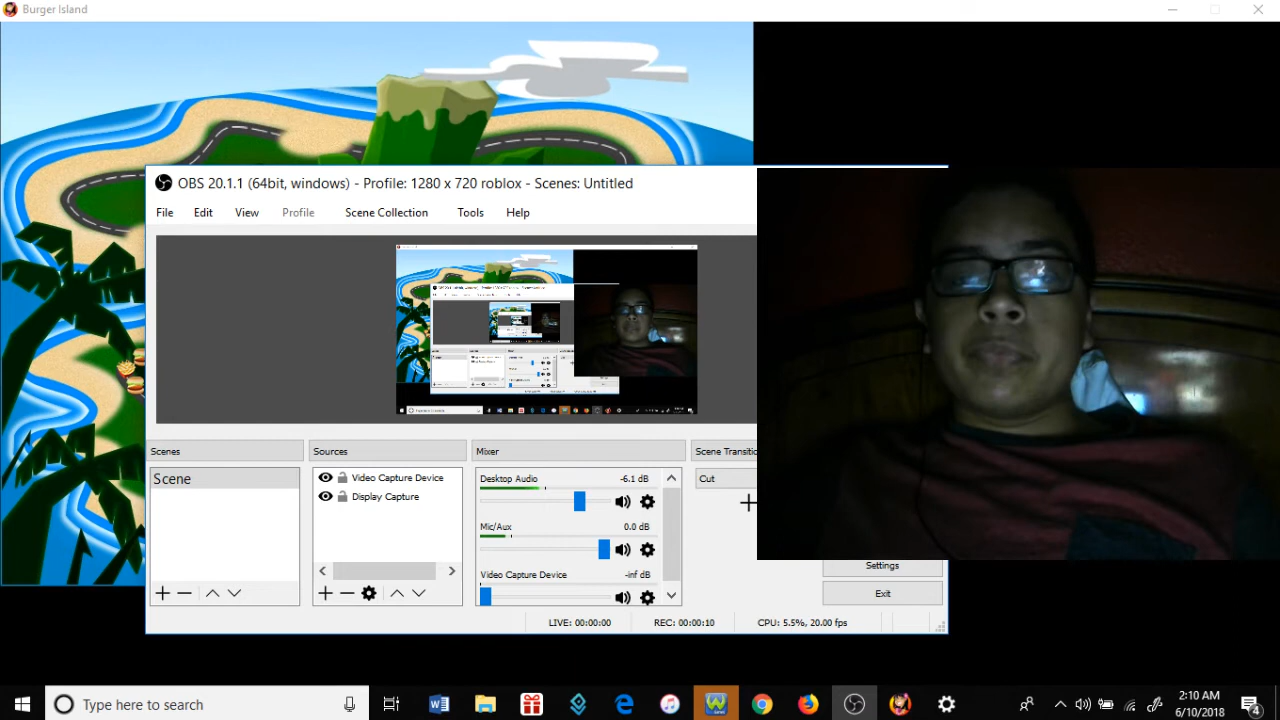 Burger Island
OBS 20.1.1 (64bit, windows) - Profile: 1280 x 720 roblox - Scenes: Untitled
File Edit View Profile Scene Collection Tools Help
Scenes Sources Mixer Scene Transitio
Scene
Video Capture Device
Display Capture
Desktop Audio -6.1 dB
Mic/Aux 0.0 dB
Video Capture Device -inf dB
Cut
Settings
Exit
LIVE: 00:00:00 REC: 00:00:10 CPU: 5.5%, 20.00 fps
Type here to search
2:10 AM
6/10/2018
4